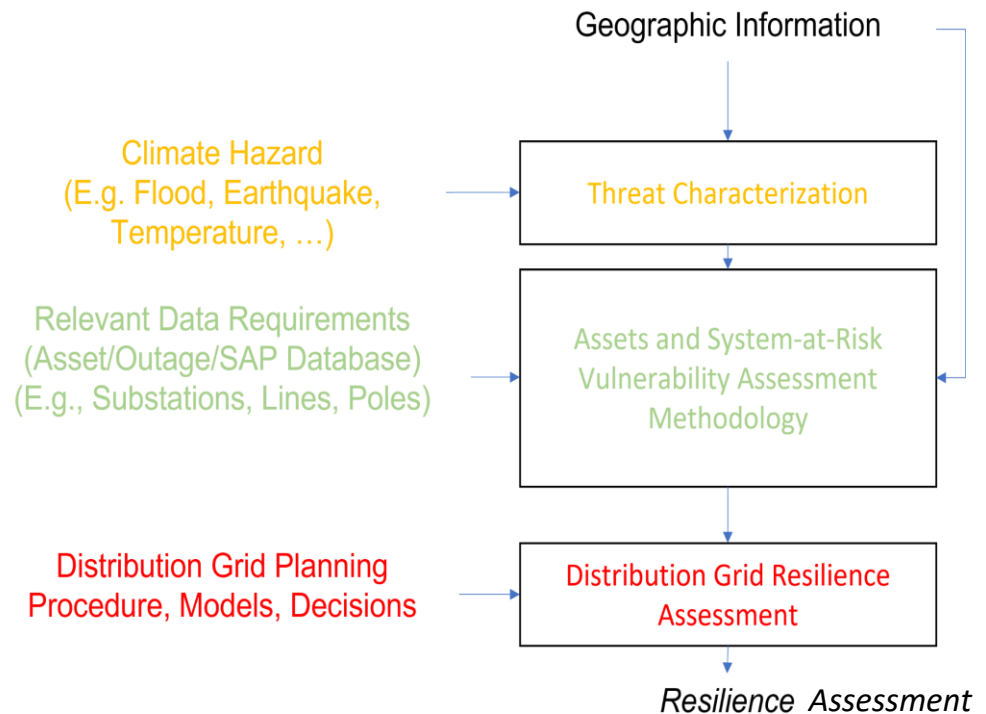 Geographic Information
Climate Hazard
(E.g. Flood, Earthquake,
Temperature, …)
Threat Characterization
Relevant Data Requirements
(Asset/Outage/SAP Database)
(E.g., Substations, Lines, Poles)
Assets and System-at-Risk
Vulnerability Assessment
Methodology
Distribution Grid Planning
Procedure, Models, Decisions
Distribution Grid Resilience
Assessment
Resilience Assessment